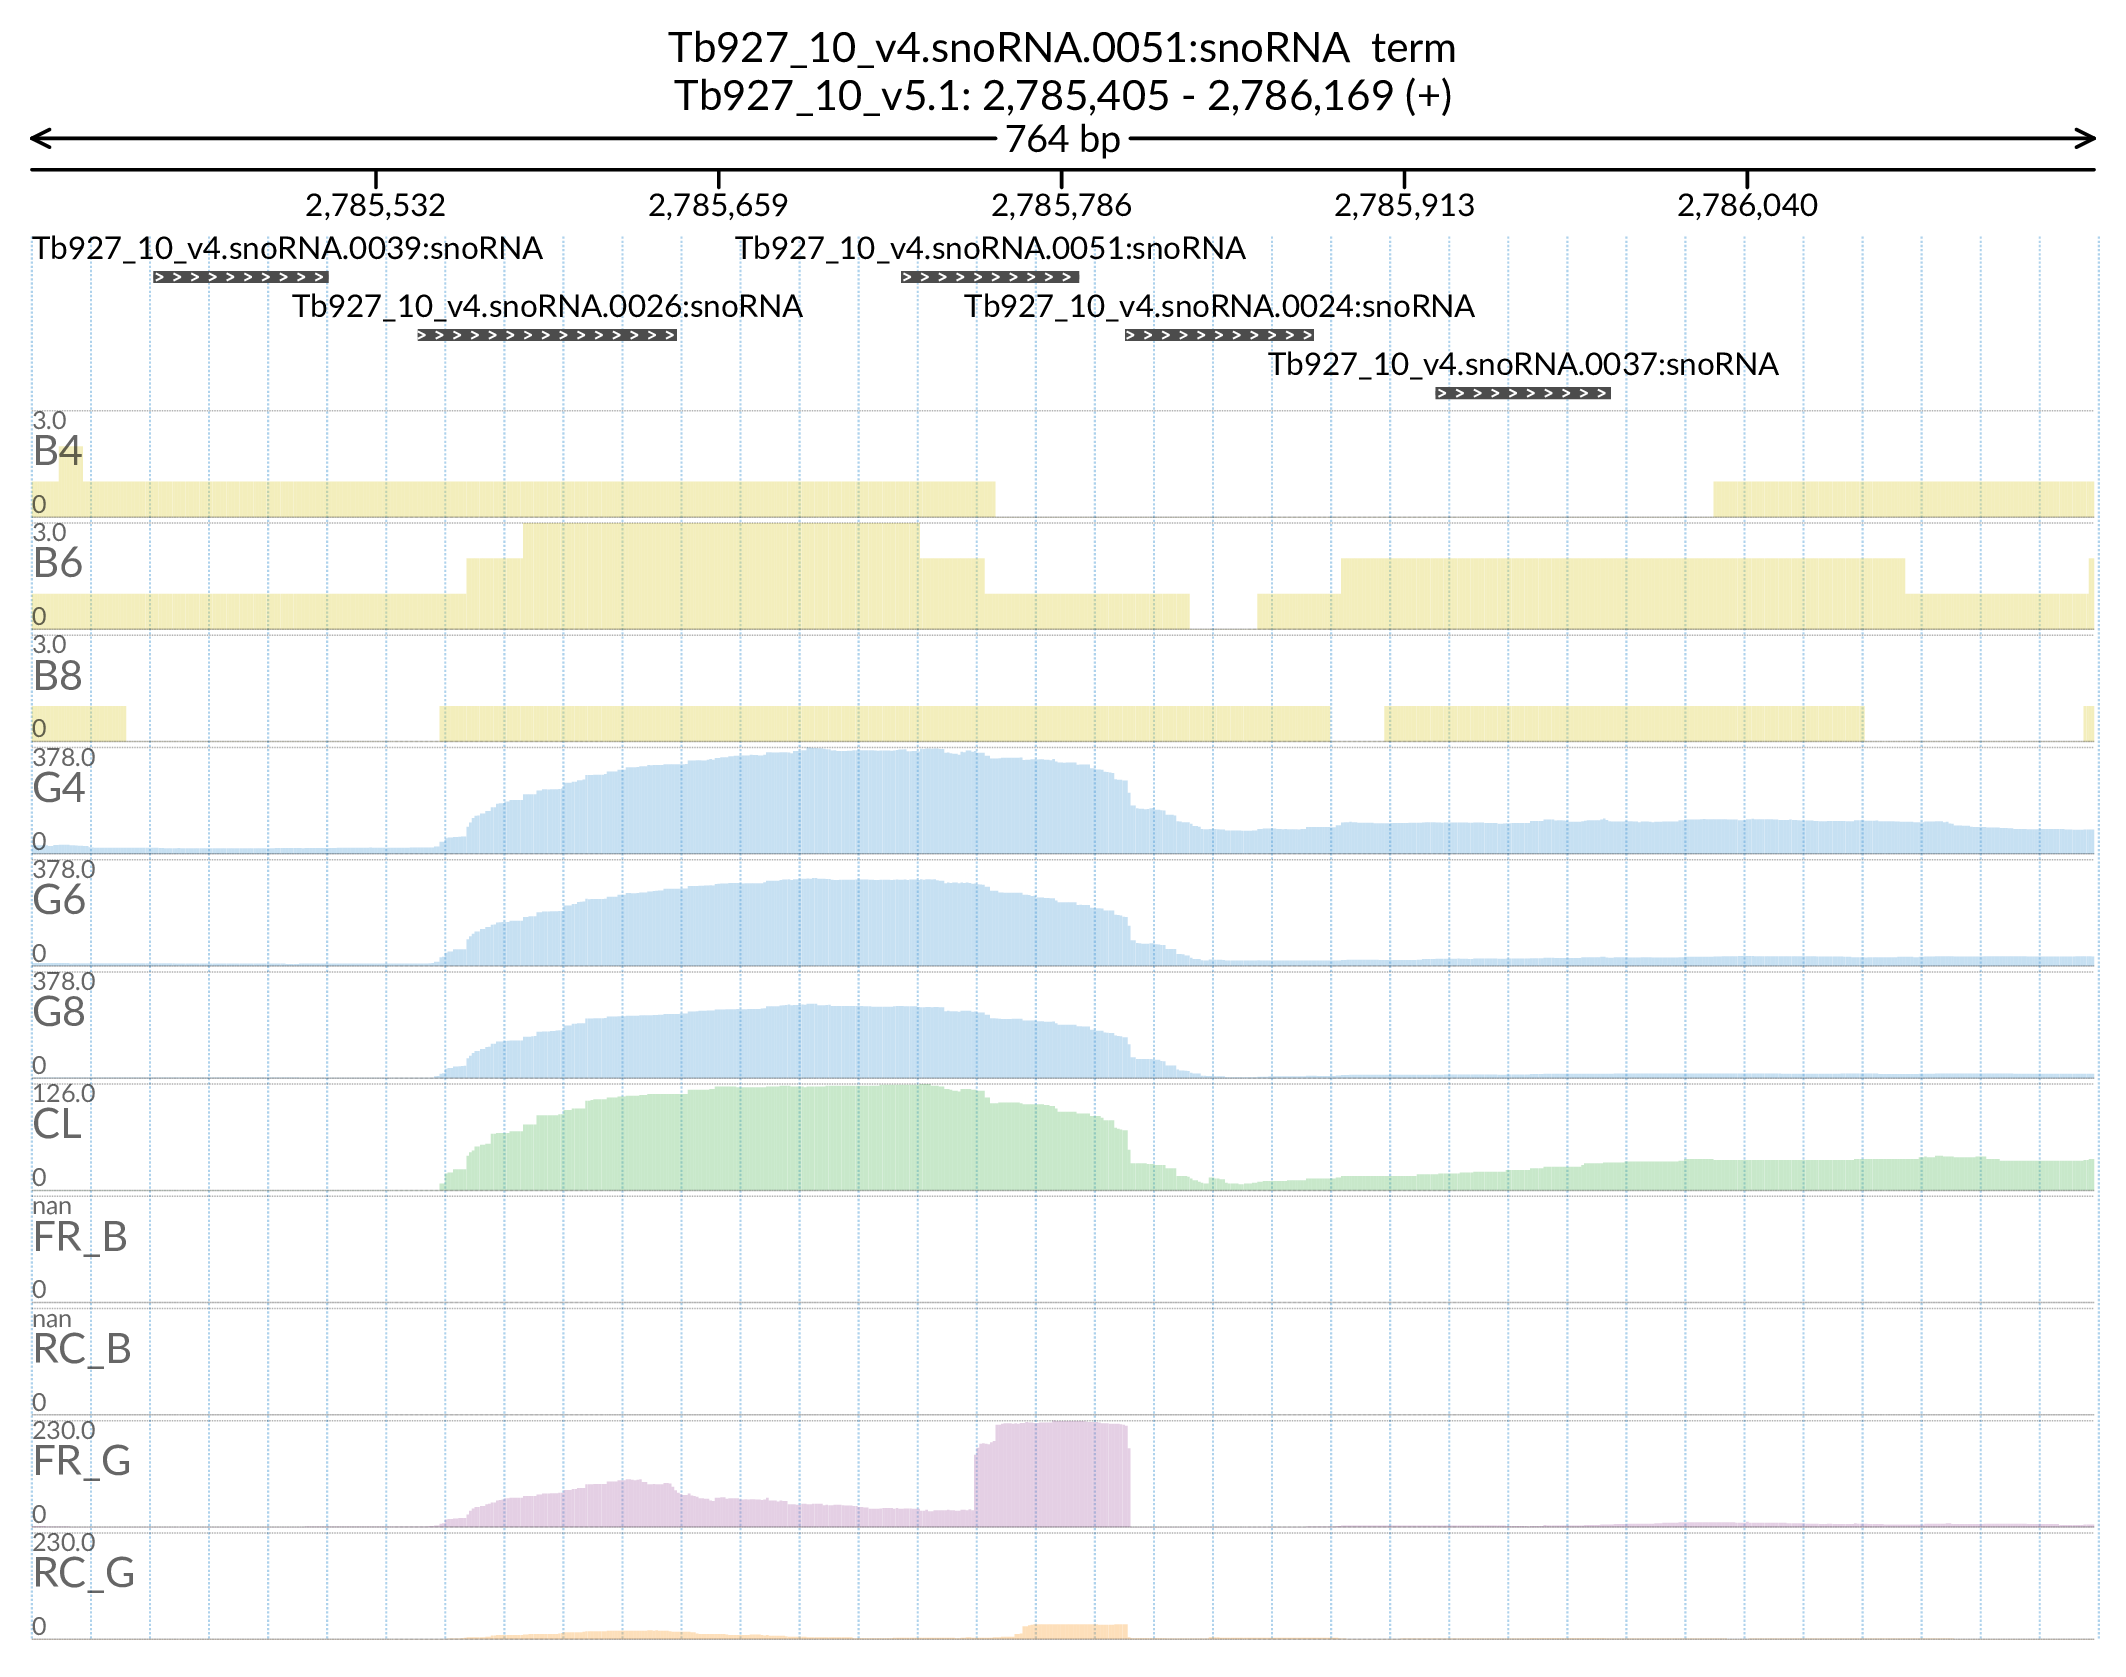 Tb927_10_v4.snoRNA.0051:snoRNA term
Tb927_10_v5.1: 2,785,405 - 2,786,169 (+)
764 bp
2,785,532 2,785,659 2,785,786 2,785,913 2,786,040
Tb927_10_v4.snoRNA.0039:snoRNA Tb927_10_v4.snoRNA.0051:snoRNA
Tb927_10_v4.snoRNA.0026:snoRNA Tb927_10_v4.snoRNA.0024:snoRNA
Tb927_10_v4.snoRNA.0037:snoRNA
3.0
B4
0
3.0
B6
0
3.0
B8
0
378.0
G4
0
378.0
G6
0
378.0
G8
0
126.0
CL
0
nan
FR_B
0
nan
RC_B
0
230.0
FR_G
0
230.0
RC_G
0